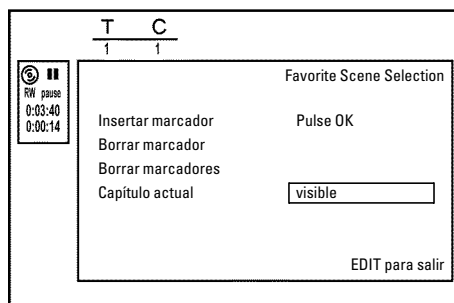 T C
1 1
RW pause
0:03:40
0:00:14
Favorite Scene Selection
Insertar marcador Pulse OK
Borrar marcador
Borrar marcadores
Capítulo actual visible
EDIT para salir